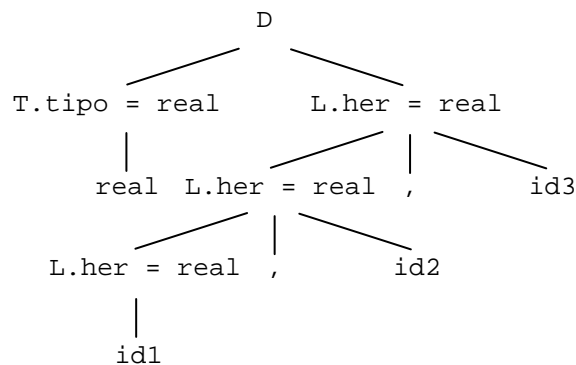 D
T.tipo = real L.her = real
real L.her = real , id3
L.her = real , id2
id1